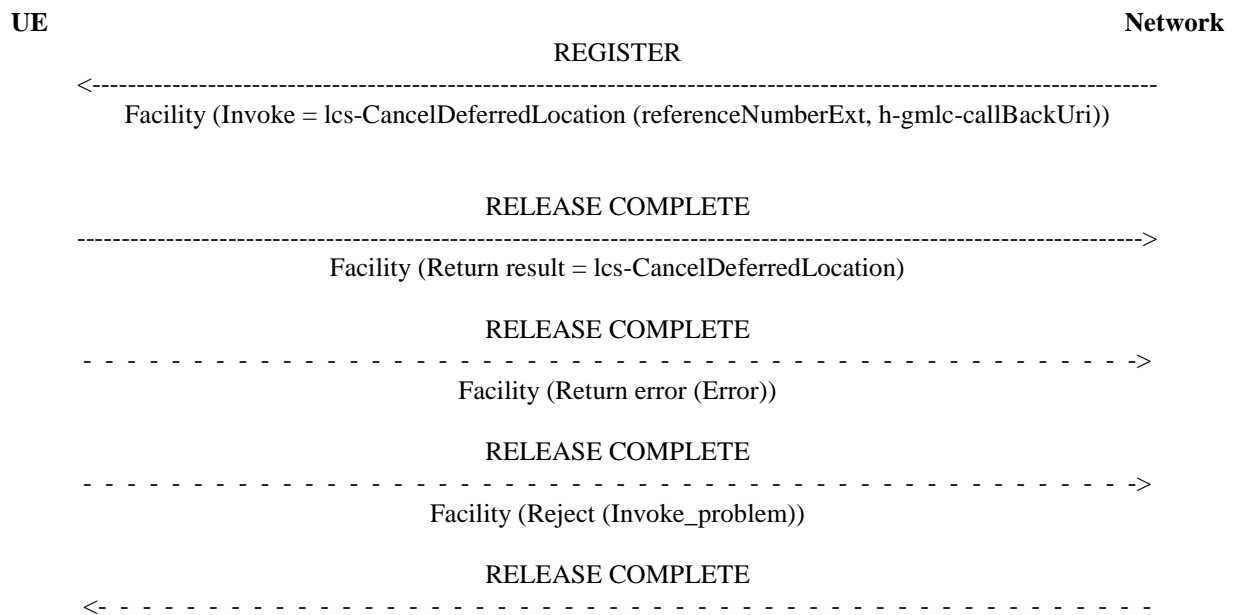 UE Network
REGISTER
<------------------------------------------------------------------------------------------------------------------------
Facility (Invoke = lcs-CancelDeferredLocation (referenceNumberExt, h-gmlc-callBackUri))
RELEASE COMPLETE
------------------------------------------------------------------------------------------------------------------------>
Facility (Return result = lcs-CancelDeferredLocation)
RELEASE COMPLETE
- - - - - - - - - - - - - - - - - - - - - - - - - - - - - - - - - - - - - - - - - - - - - - - ->
Facility (Return error (Error))
RELEASE COMPLETE
- - - - - - - - - - - - - - - - - - - - - - - - - - - - - - - - - - - - - - - - - - - - - - - ->
Facility (Reject (Invoke_problem))
RELEASE COMPLETE
<- - - - - - - - - - - - - - - - - - - - - - - - - - - - - - - - - - - - - - - - - - - - - - - -